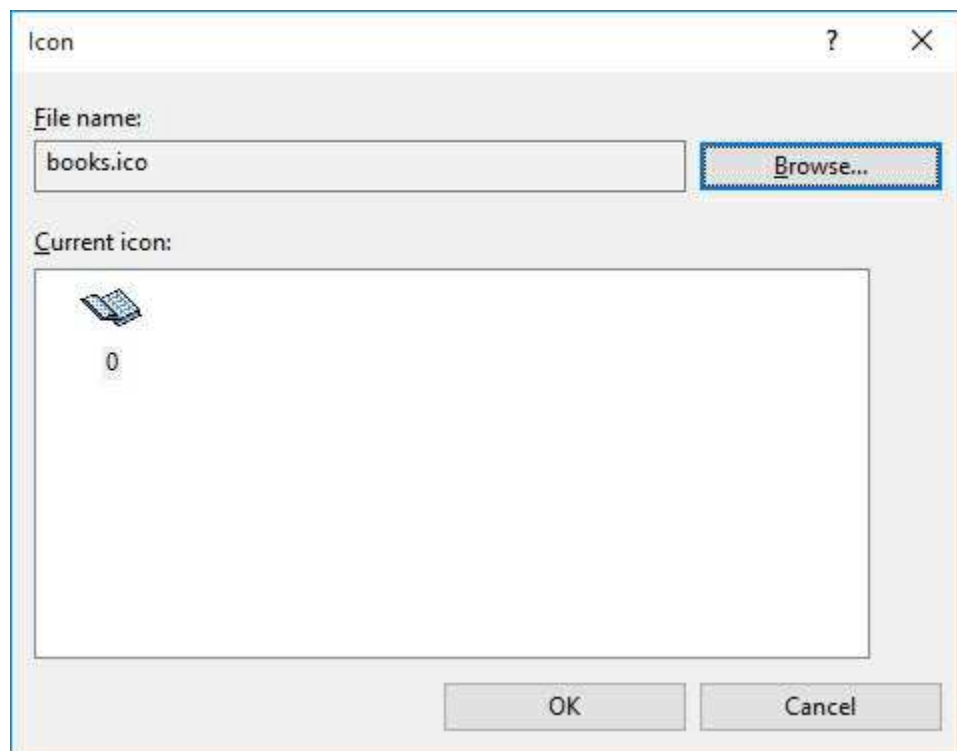 Icon ?
File name:
books.ico Browse...
Current icon:
0
OK Cancel